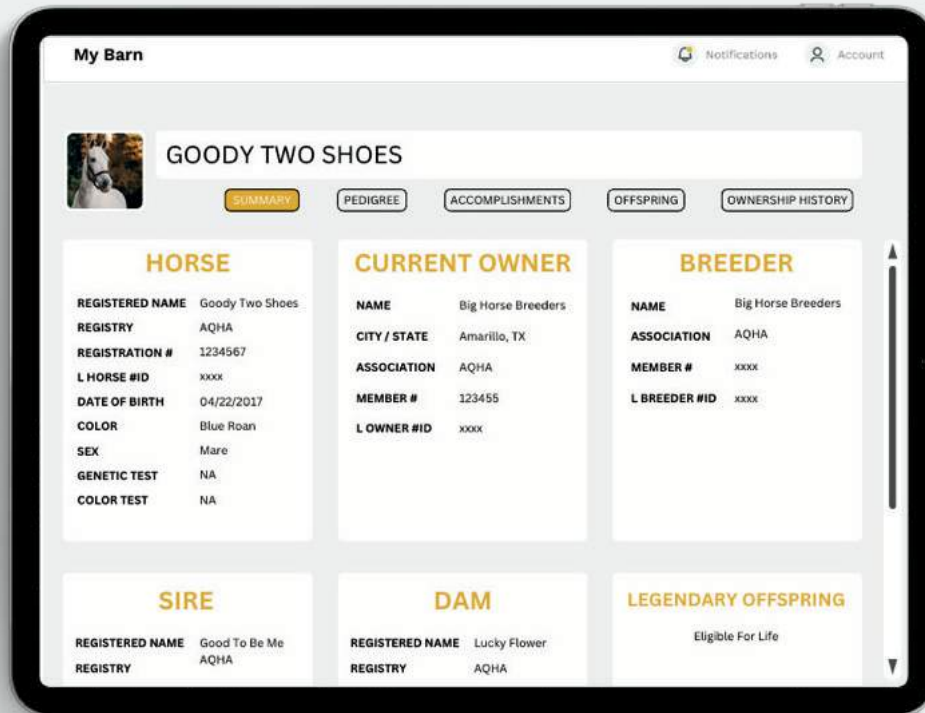 My Barn
Notifications
Account
GOODY TWO SHOES
SUMMARY
PEDIGREE
ACCOMPLISHMENTS
OFFSPRING
OWNERSHIP HISTORY
HORSE
REGISTERED NAME Goody Two Shoes
REGISTRY AQHA
REGISTRATION # 1234567
L HORSE #ID xxxx
DATE OF BIRTH 04/22/2017
COLOR Blue Roan
SEX Mare
GENETIC TEST NA
COLOR TEST NA
CURRENT OWNER
NAME Big Horse Breeders
CITY / STATE Amarillo, TX
ASSOCIATION AQHA
MEMBER # 123455
L OWNER #ID xxxx
BREEDER
NAME Big Horse Breeders
ASSOCIATION AQHA
MEMBER # xxxx
L BREEDER #ID xxxx
SIRE
REGISTERED NAME Good To Be Me
REGISTRY AQHA
DAM
REGISTERED NAME Lucky Flower
REGISTRY AQHA
LEGENDARY OFFSPRING
Eligible For Life